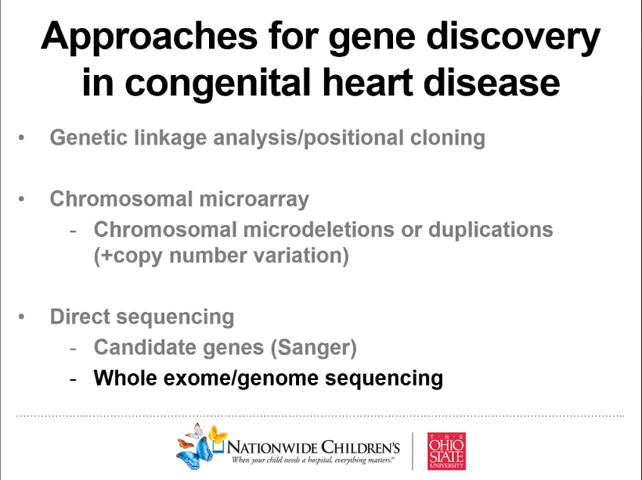 Approaches for gene discovery
in congenital heart disease
• Genetic linkage analysis/positional cloning
• Chromosomal microarray
- Chromosomal microdeletions or duplications
(+copy number variation)
• Direct sequencing
- Candidate genes (Sanger)
- Whole exome/genome sequencing
NATIONWIDE CHILDREN'S
When your child needs a hospital, everything matters.™
THE
OHIO
STATE
UNIVERSITY